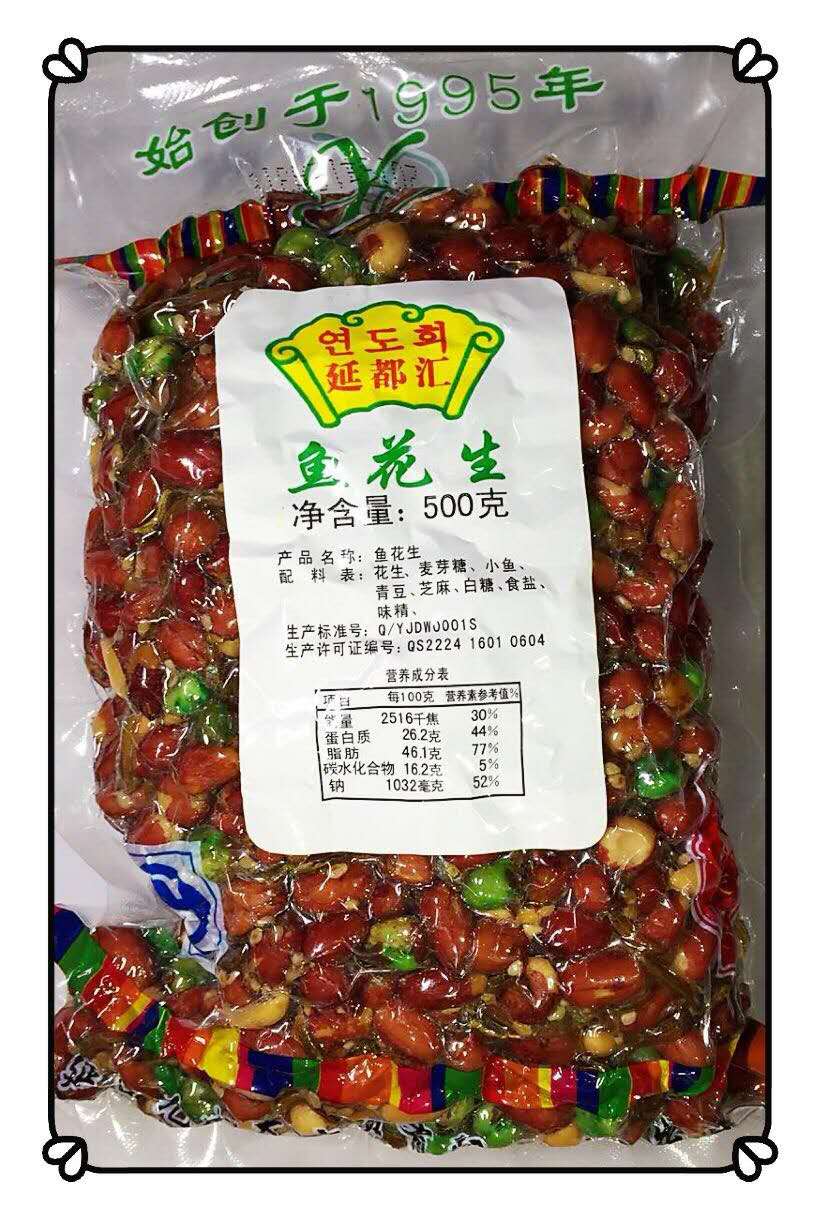 始创于1995年
연도회
延都汇
鱼花生
净含量：500克
产品名称：鱼花生
配料表：花生、麦芽糖、小鱼、
青豆、芝麻、白糖、食盐、
味精、
生产标准号：Q/YJDW0001S
生产许可证编号：QS2224 1601 0604
营养成分表
项目 每100克 营养素参考值%
能量 2516千焦 30%
蛋白质 26.2克 44%
脂肪 46.1克 77%
碳水化合物 16.2克 5%
钠 1032毫克 52%